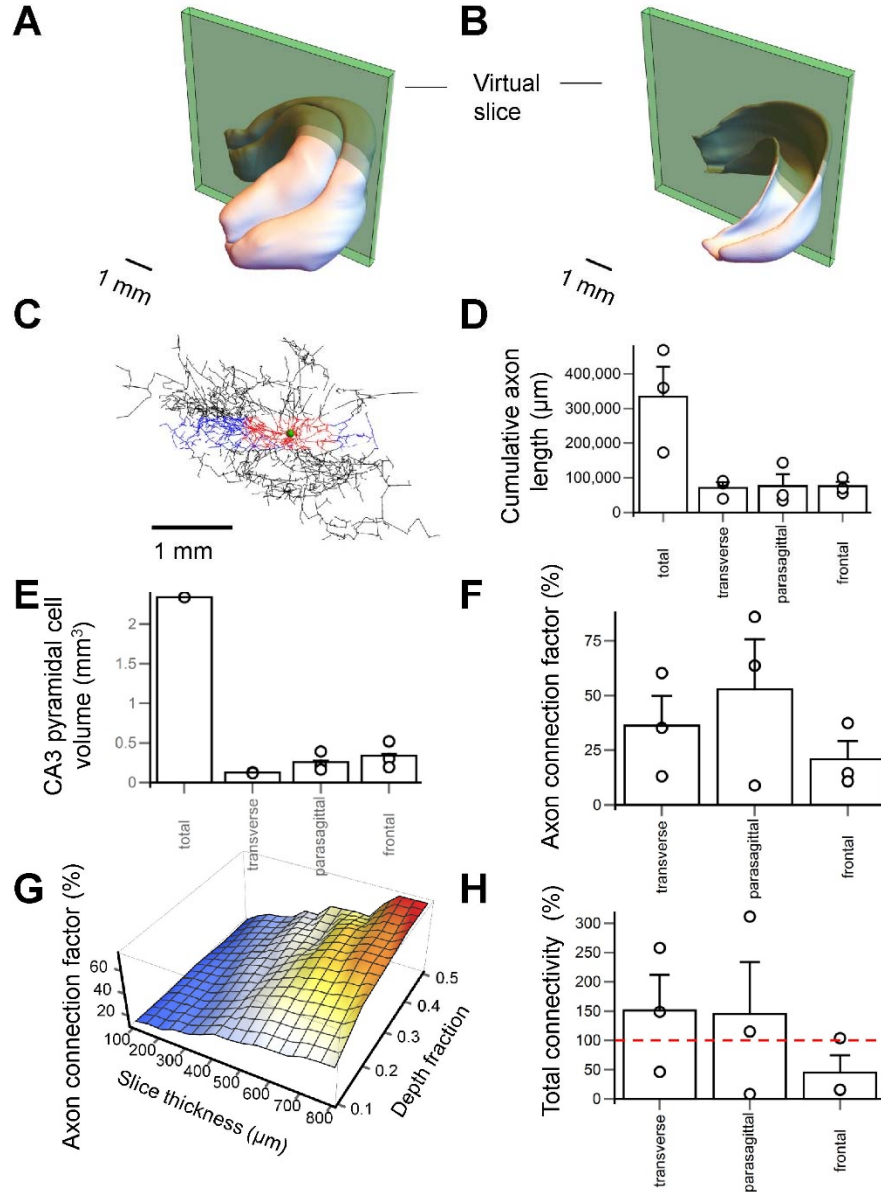 A
B
Virtual
slice
1 mm
1 mm
C
D
1 mm
Cumulative axon
length (µm)
400,000
300,000
200,000
100,000
0
total
transverse
parasagittal
frontal
E
F
CA3 pyramidal cell
volume (mm³)
2
1.5
1
0.5
0
total
transverse
parasagittal
frontal
Axon connection factor (%)
75
50
25
0
transverse
parasagittal
frontal
G
H
Axon connection factor (%)
60
40
20
100
200
300
400
500
600
700
800
Slice thickness (µm)
0.1
0.2
0.3
0.4
0.5
Depth fraction
Total connectivity (%)
300
250
200
150
100
50
0
transverse
parasagittal
frontal